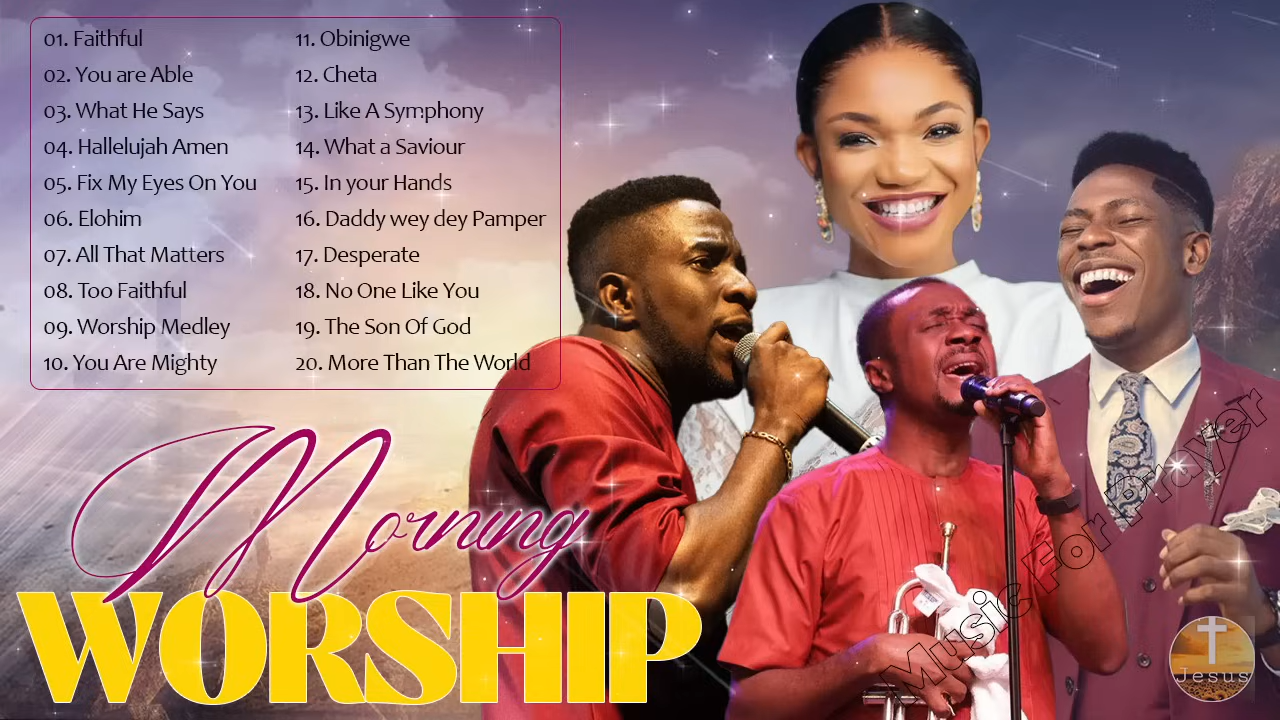 01. Faithful
02. You are Able
03. What He Says
04. Hallelujah Amen
05. Fix My Eyes On You
06. Elohim
07. All That Matters
08. Too Faithful
09. Worship Medley
10. You Are Mighty
11. Obinigwe
12. Cheta
13. Like A Symphony
14. What a Saviour
15. In your Hands
16. Daddy wey dey Pamper
17. Desperate
18. No One Like You
19. The Son Of God
20. More Than The World
Morning
WORSHIP
Music For Prayer
Jesus